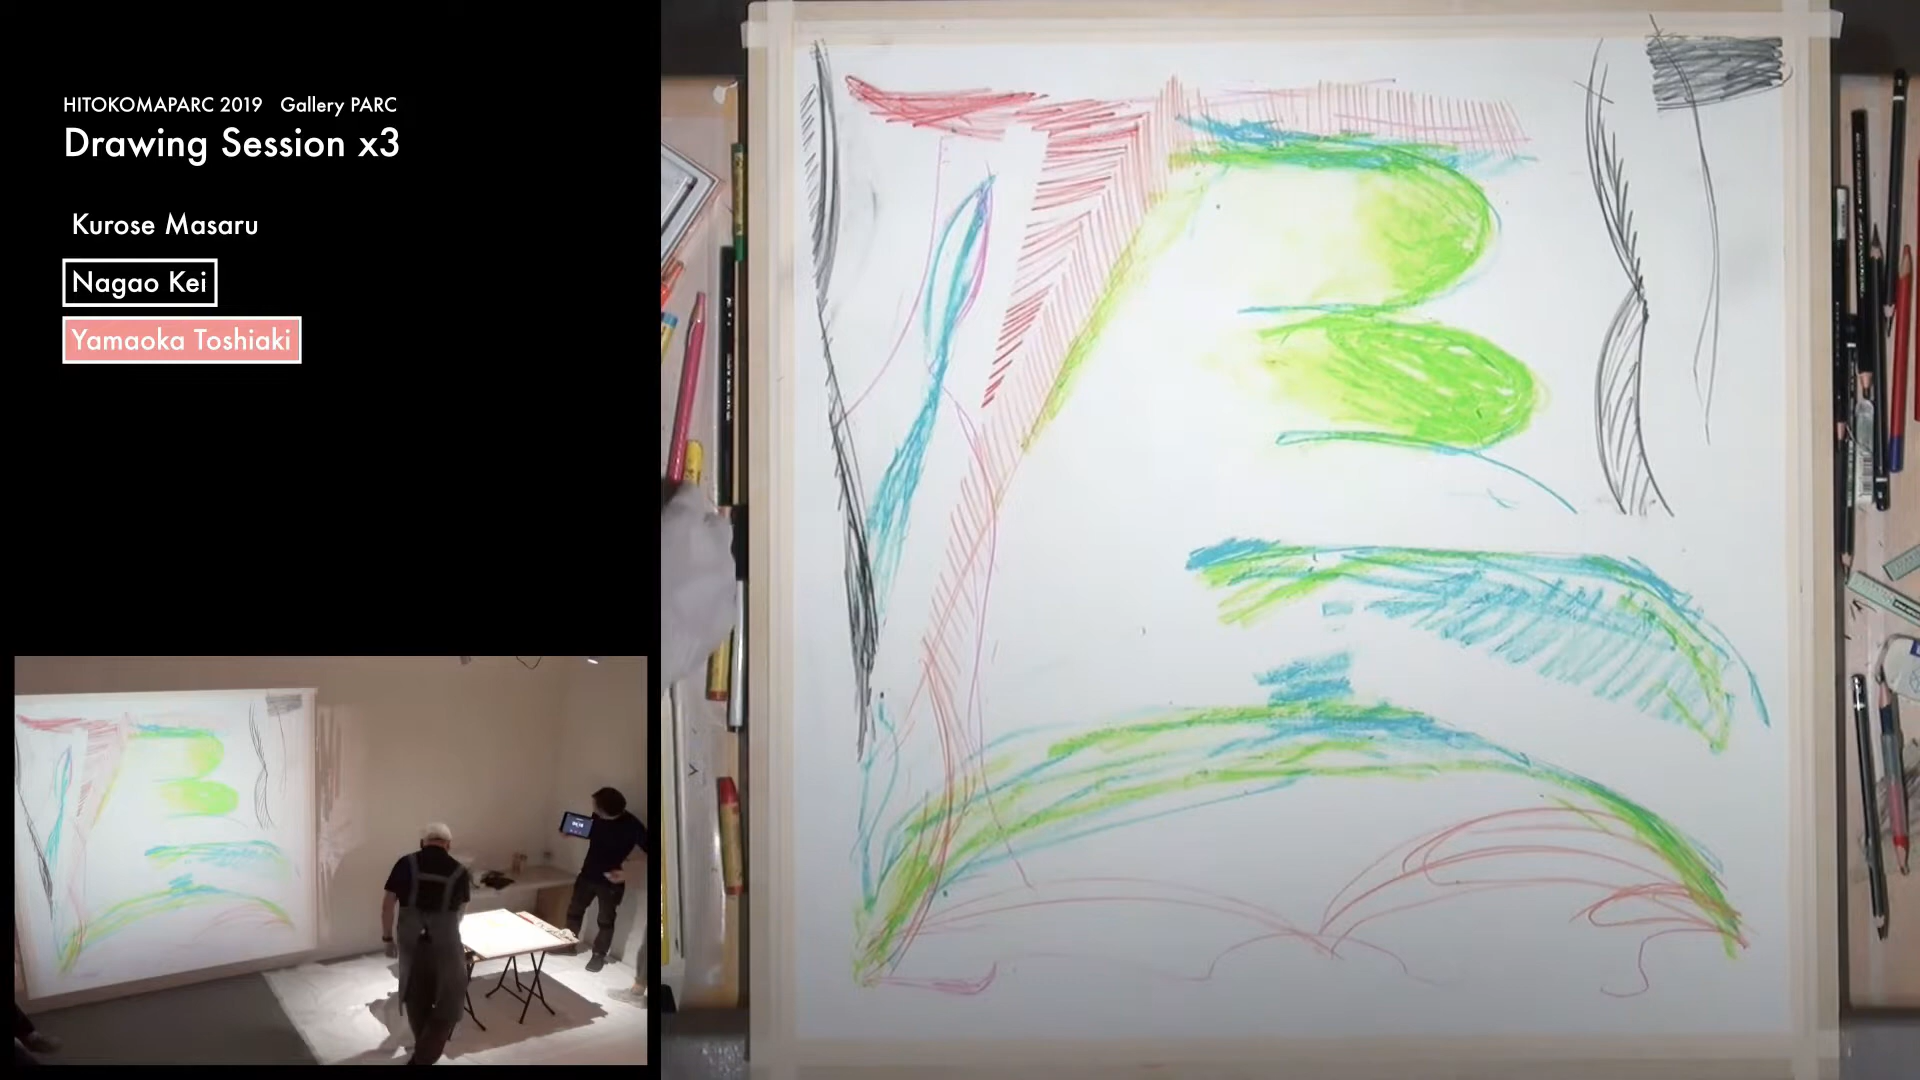 HITOKOMAPARC 2019 Gallery PARC
Drawing Session x3
Kurose Masaru
Nagao Kei
Yamaoka Toshiaki